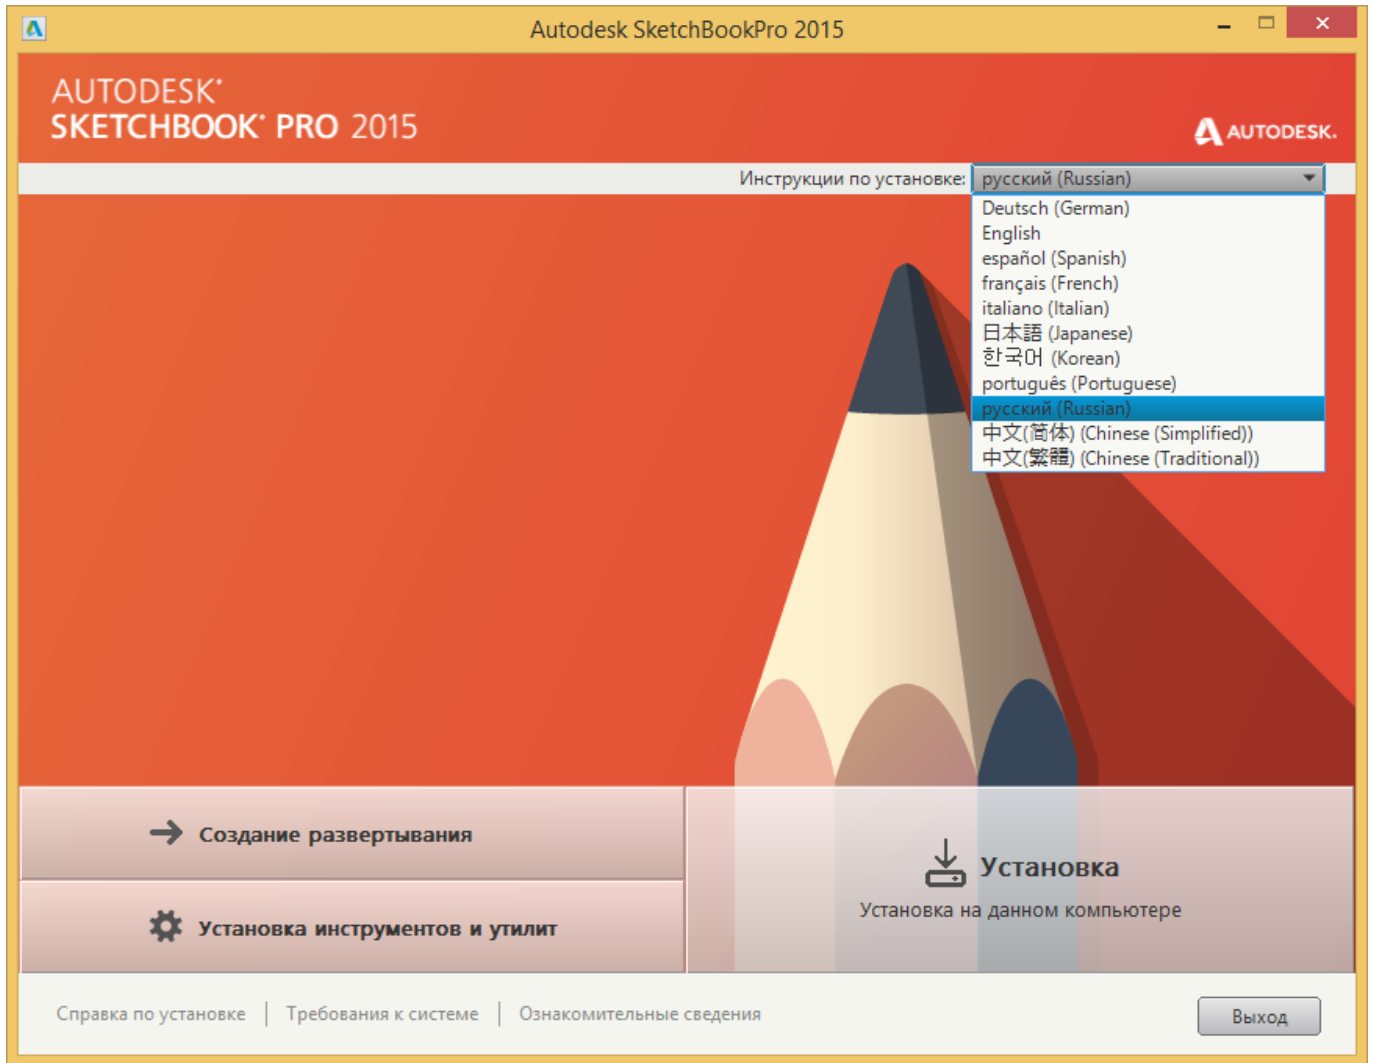 Autodesk SketchBookPro 2015
AUTODESK®
SKETCHBOOK® PRO 2015
AUTODESK.
Инструкции по установке: русский (Russian)
Deutsch (German)
English
español (Spanish)
français (French)
italiano (Italian)
日本語 (Japanese)
한국어 (Korean)
português (Portuguese)
русский (Russian)
中文(简体) (Chinese (Simplified))
中文(繁體) (Chinese (Traditional))
Создание развертывания
Установка инструментов и утилит
Установка
Установка на данном компьютере
Справка по установке | Требования к системе | Ознакомительные сведения
Выход